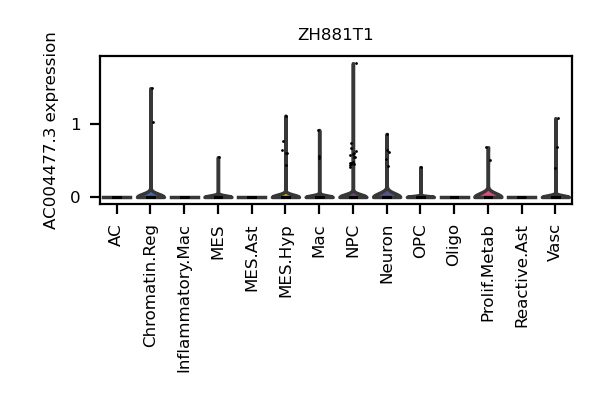 ZH881T1
AC004477.3 expression
1
0
AC
Chromatin.Reg
Inflammatory.Mac
MES
MES.Ast
MES.Hyp
Mac
NPC
Neuron
OPC
Oligo
Prolif.Metab
Reactive.Ast
Vasc